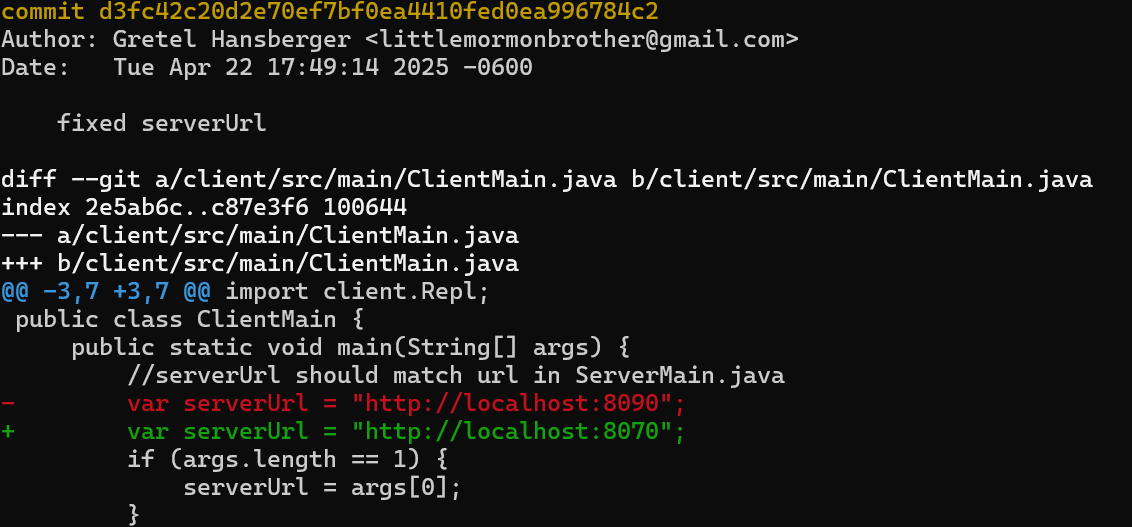 commit d3fc42c20d2e70ef7bf0ea4410fed0ea996784c2
Author: Gretel Hansberger <littlemormonbrother@gmail.com>
Date:   Tue Apr 22 17:49:14 2025 -0600
    fixed serverUrl
diff --git a/client/src/main/ClientMain.java b/client/src/main/ClientMain.java
index 2e5ab6c..c87e3f6 100644
--- a/client/src/main/ClientMain.java
+++ b/client/src/main/ClientMain.java
@@ -3,7 +3,7 @@ import client.Repl;
 public class ClientMain {
     public static void main(String[] args) {
         //serverUrl should match url in ServerMain.java
-        var serverUrl = "http://localhost:8090";
+        var serverUrl = "http://localhost:8070";
         if (args.length == 1) {
             serverUrl = args[0];
         }